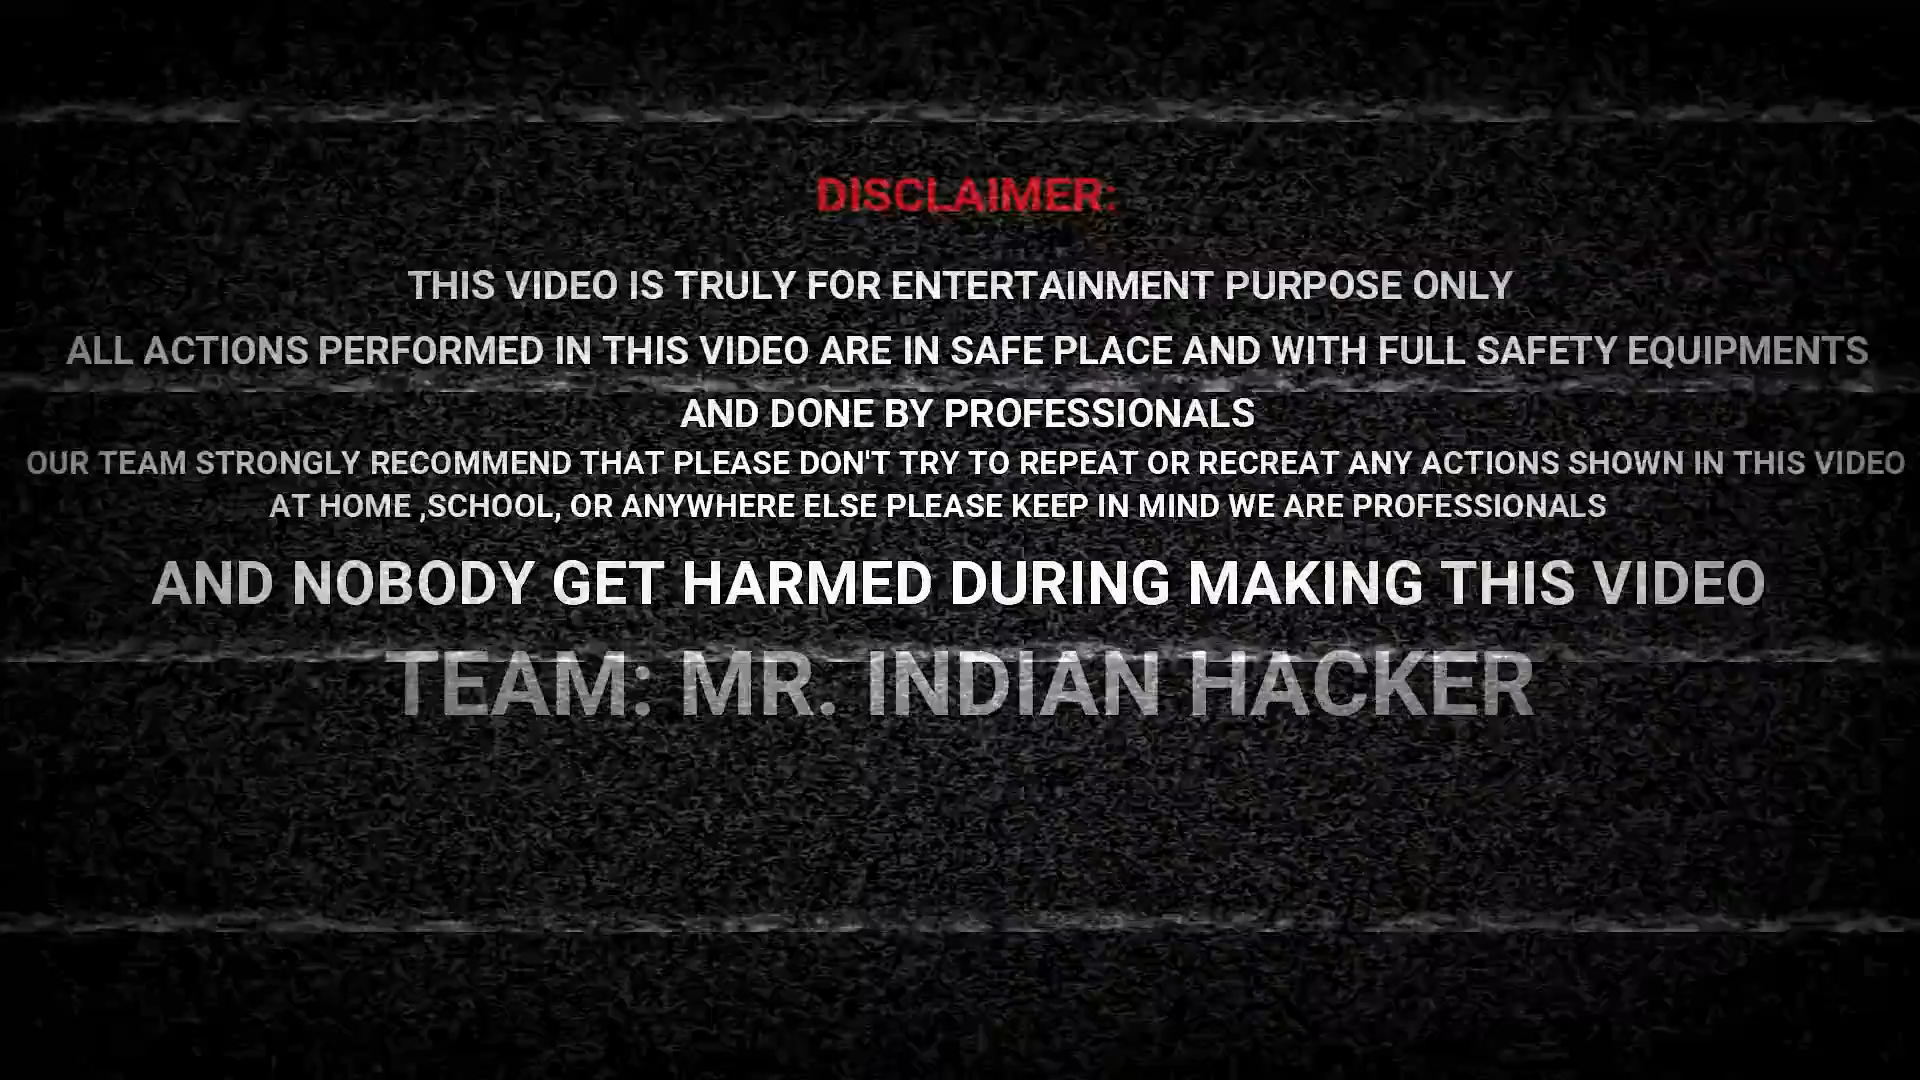 DISCLAIMER:
THIS VIDEO IS TRULY FOR ENTERTAINMENT PURPOSE ONLY
ALL ACTIONS PERFORMED IN THIS VIDEO ARE IN SAFE PLACE AND WITH FULL SAFETY EQUIPMENTS
AND DONE BY PROFESSIONALS
OUR TEAM STRONGLY RECOMMEND THAT PLEASE DON'T TRY TO REPEAT OR RECREAT ANY ACTIONS SHOWN IN THIS VIDEO
AT HOME ,SCHOOL, OR ANYWHERE ELSE PLEASE KEEP IN MIND WE ARE PROFESSIONALS
AND NOBODY GET HARMED DURING MAKING THIS VIDEO
TEAM: MR. INDIAN HACKER